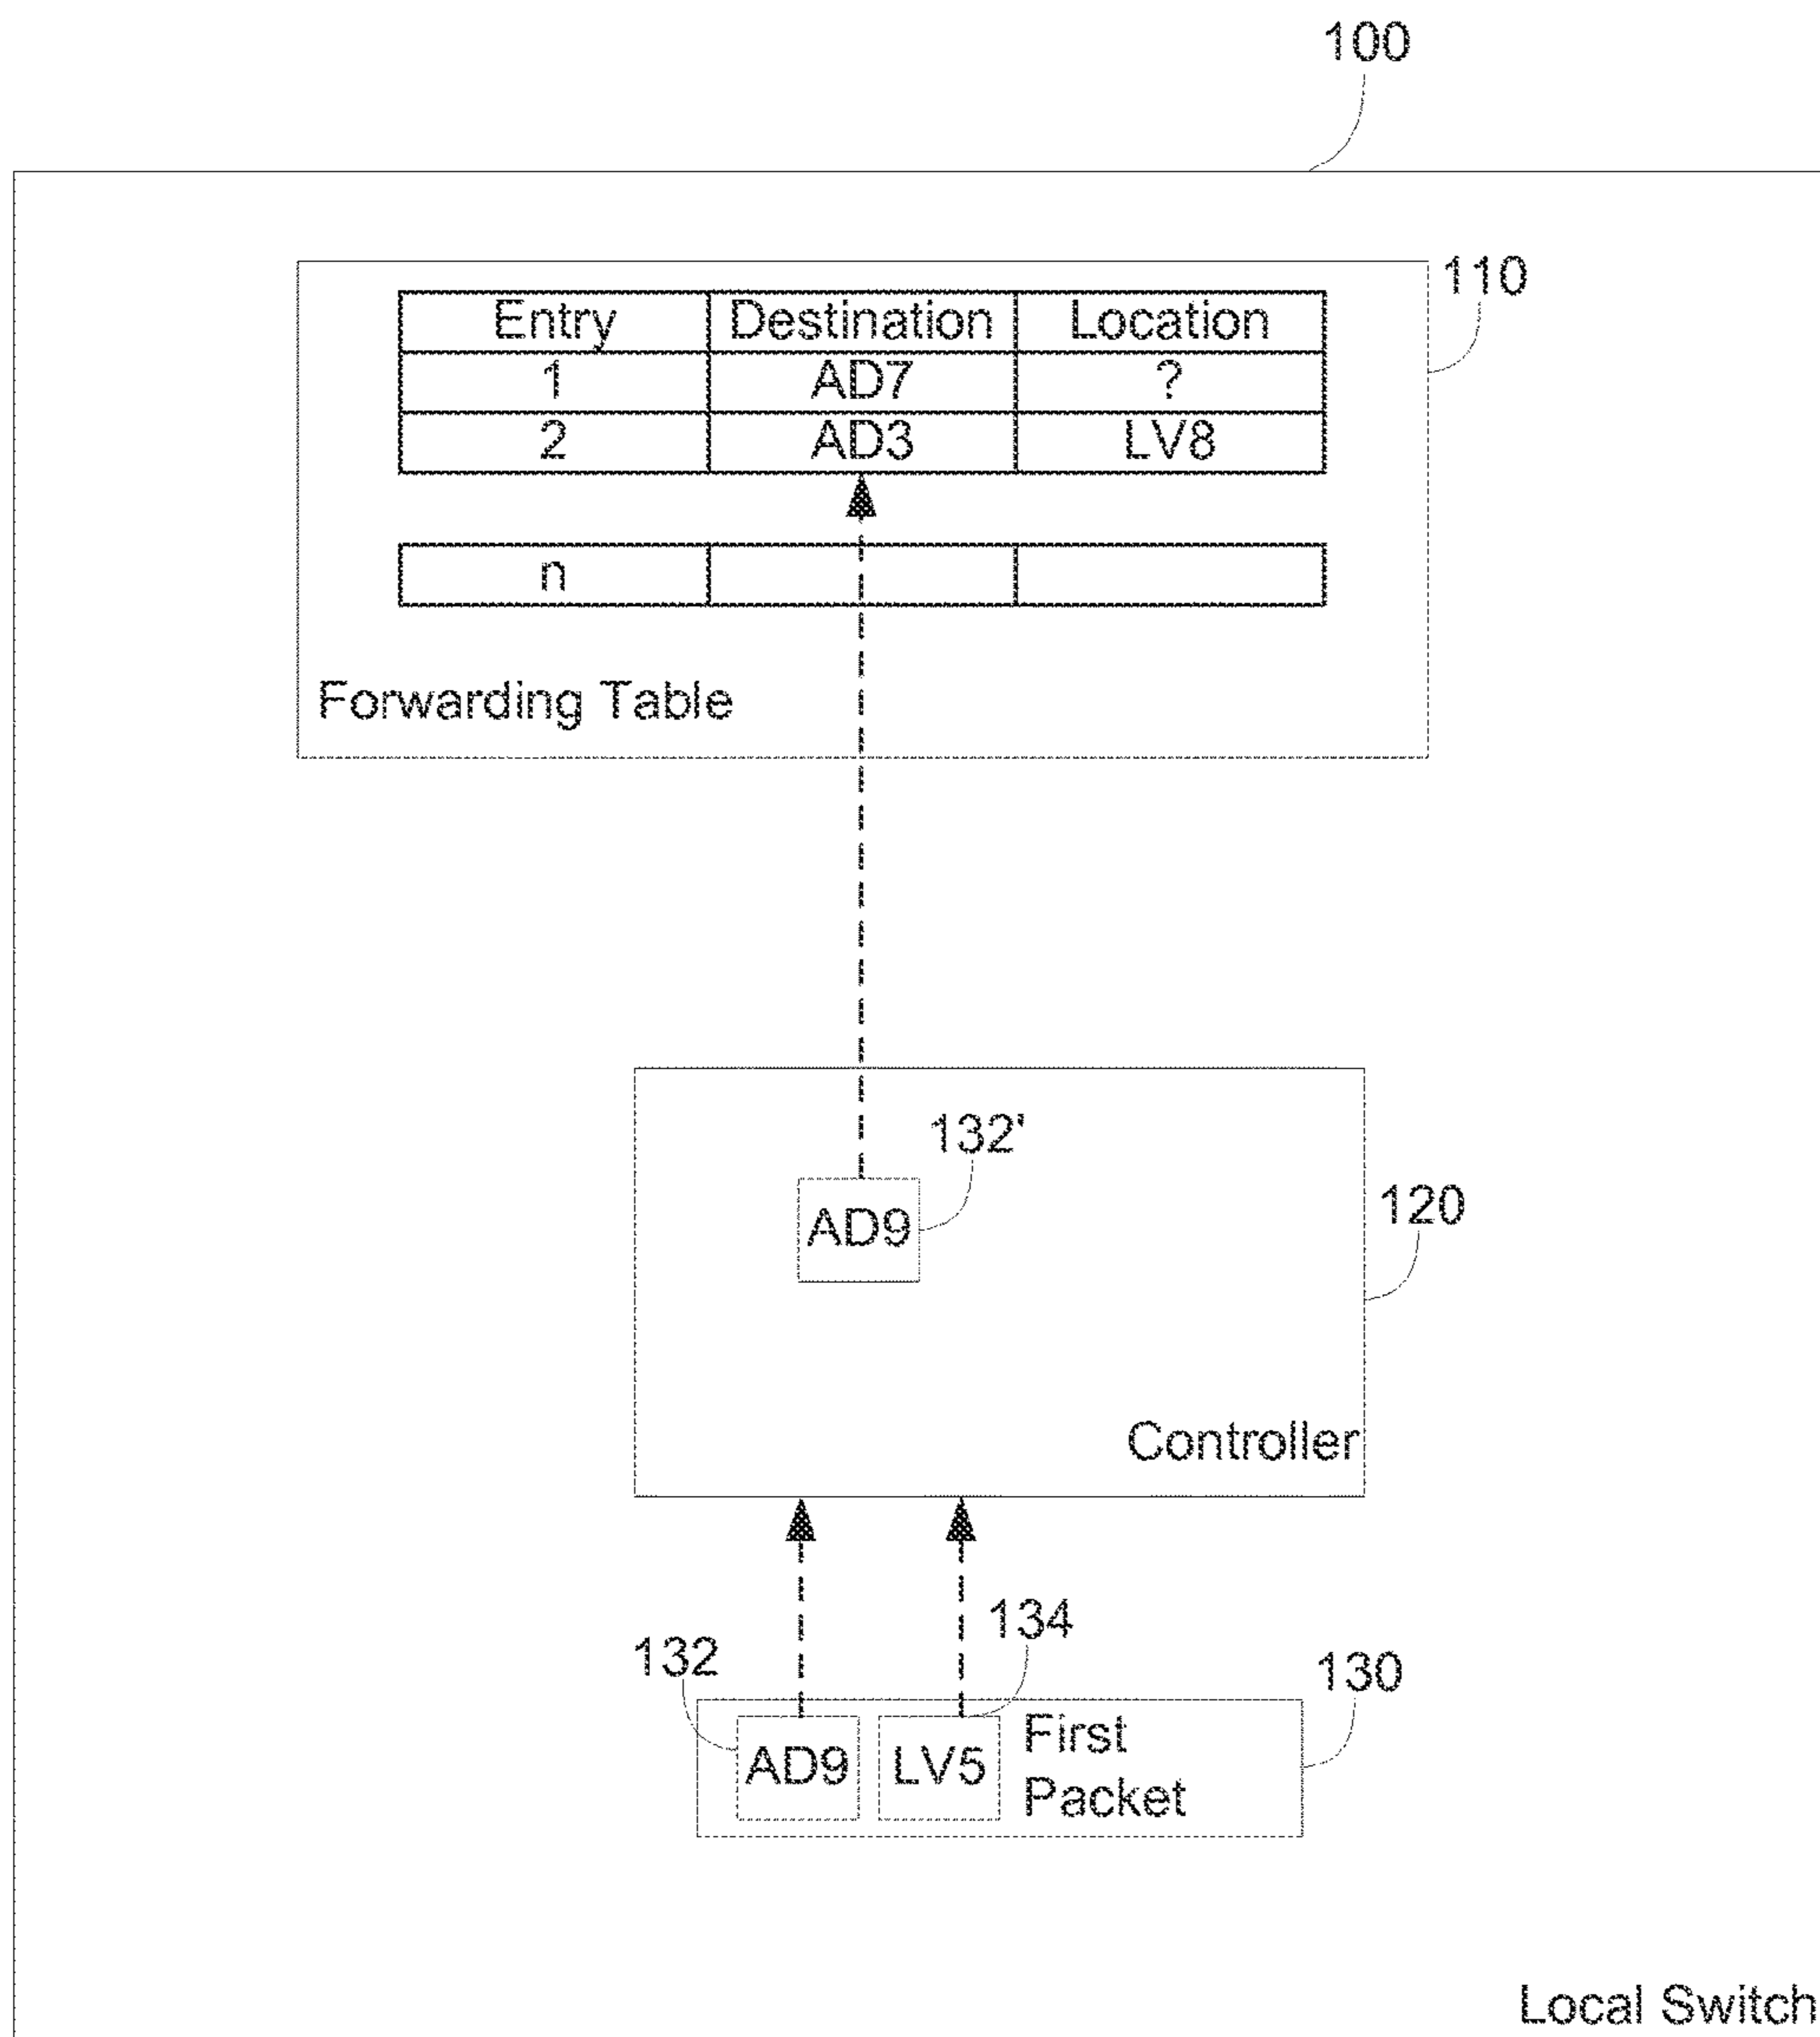 100
110
Entry Destination Location
1 AD7 ?
2 AD3 LV8
n
Forwarding Table
132'
AD9
120
Controller
134
132
130
AD9 LV5 First
Packet
Local Switch